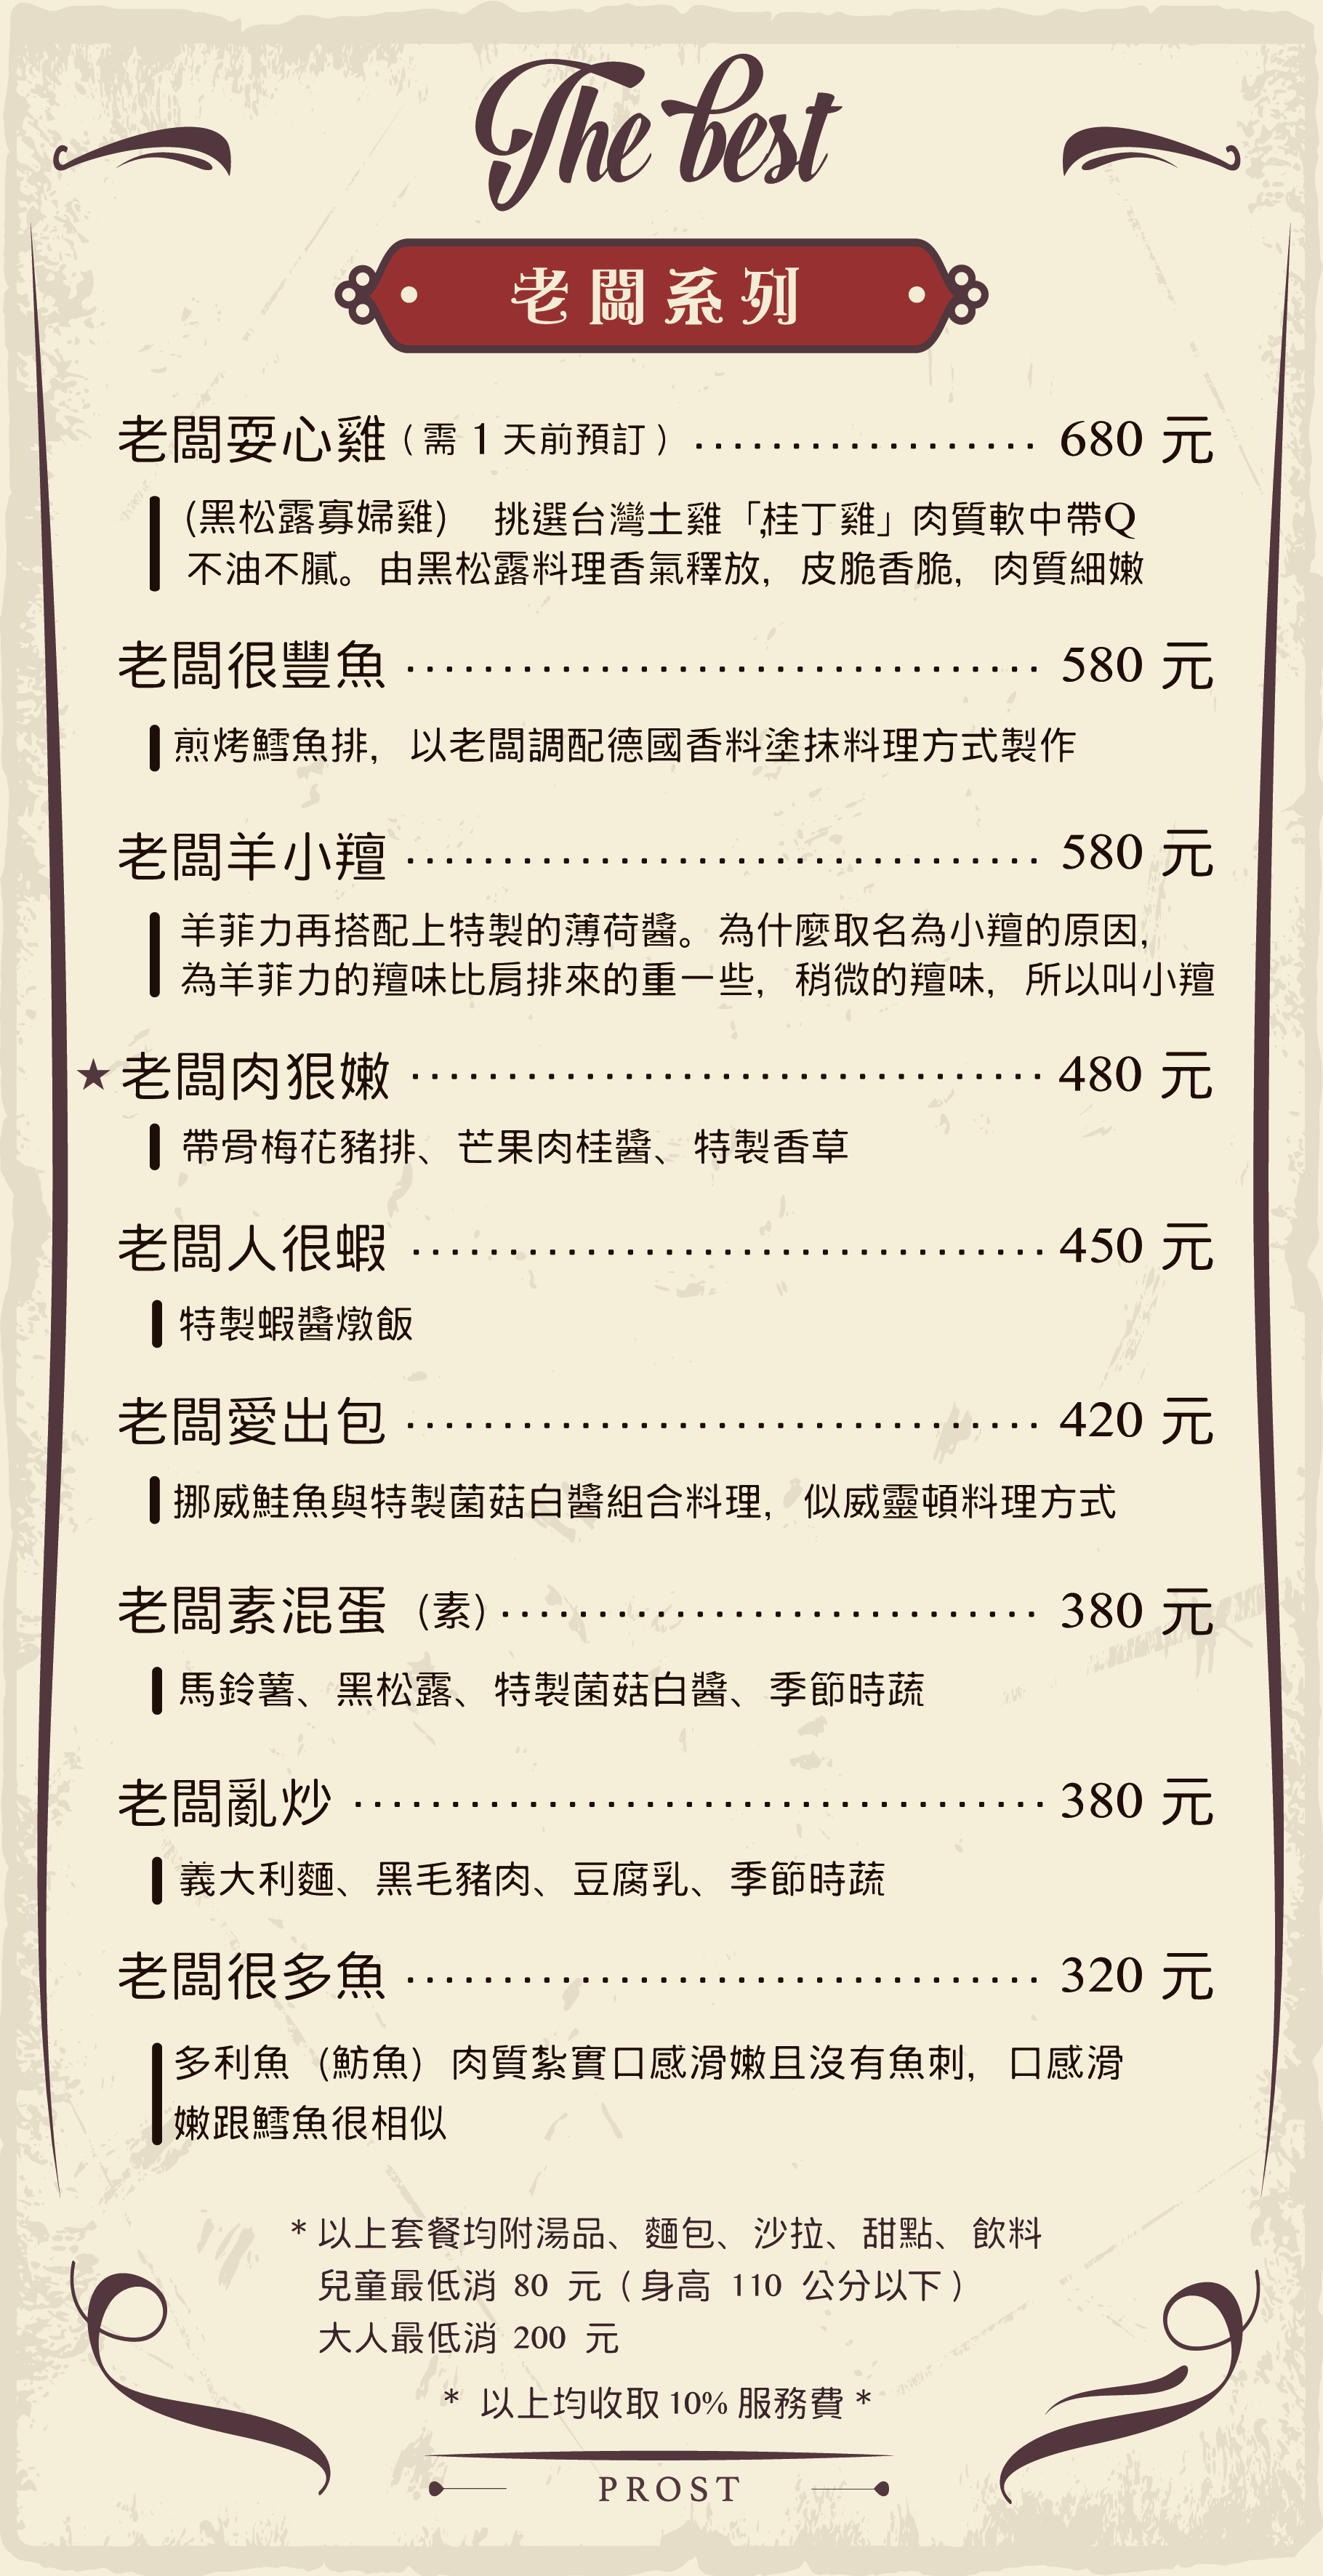 The best
老闆系列
老闆耍心雞（需 1 天前預訂） 680 元
(黑松露寡婦雞) 挑選台灣土雞「,桂丁雞」肉質軟中帶Q
不油不膩。由黑松露料理香氣釋放，皮脆香脆，肉質細嫩
老闆很豐魚 580 元
煎烤鱈魚排，以老闆調配德國香料塗抹料理方式製作
老闆羊小羶 580 元
羊菲力再搭配上特製的薄荷醬。為什麼取名為小羶的原因，
為羊菲力的羶味比肩排來的重一些，稍微的羶味，所以叫小羶
★老闆肉狠嫩 480 元
帶骨梅花豬排、芒果肉桂醬、特製香草
老闆人很蝦 450 元
特製蝦醬燉飯
老闆愛出包 420 元
挪威鮭魚與特製菌菇白醬組合料理，似威靈頓料理方式
老闆素混蛋（素） 380 元
馬鈴薯、黑松露、特製菌菇白醬、季節時蔬
老闆亂炒 380 元
義大利麵、黑毛豬肉、豆腐乳、季節時蔬
老闆很多魚 320 元
多利魚（魴魚）肉質紮實口感滑嫩且沒有魚刺，口感滑
嫩跟鱈魚很相似
* 以上套餐均附湯品、麵包、沙拉、甜點、飲料
兒童最低消 80 元（身高 110 公分以下）
大人最低消 200 元
* 以上均收取 10% 服務費 *
PROST